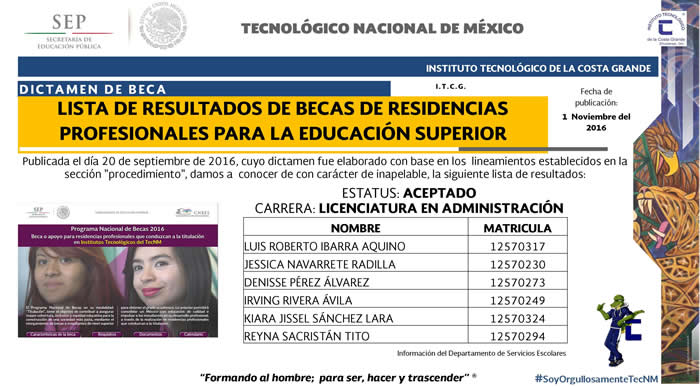 SEP
SECRETARÍA DE
EDUCACIÓN PÚBLICA
TECNOLÓGICO NACIONAL DE MÉXICO
INSTITUTO TECNOLÓGICO
de la Costa Grande
INSTITUTO TECNOLÓGICO DE LA COSTA GRANDE
DICTAMEN DE BECA
I.T.C.G.
LISTA DE RESULTADOS DE BECAS DE RESIDENCIAS
PROFESIONALES PARA LA EDUCACIÓN SUPERIOR
Fecha de
publicación:
1 Noviembre del
2016
Publicada el día 20 de septiembre de 2016, cuyo dictamen fue elaborado con base en los lineamientos establecidos en la
sección "procedimiento", damos a conocer de con carácter de inapelable, la siguiente lista de resultados:
ESTATUS: ACEPTADO
CARRERA: LICENCIATURA EN ADMINISTRACIÓN
NOMBRE MATRICULA
LUIS ROBERTO IBARRA AQUINO 12570317
JESSICA NAVARRETE RADILLA 12570230
DENISSE PÉREZ ÁLVAREZ 12570273
IRVING RIVERA ÁVILA 12570249
KIARA JISSEL SÁNCHEZ LARA 12570324
REYNA SACRISTÁN TITO 12570294
SEP
CNBES
Programa Nacional de Becas 2016
Beca o apoyo para residencias profesionales que conduzcan a la titulación
en Institutos Tecnológicos del TecNM
Características de la beca Requisitos Documentos Calendario
Información del Departamento de Servicios Escolares
"Formando al hombre; para ser, hacer y trascender" ®
#SoyOrgullosamenteTecNM